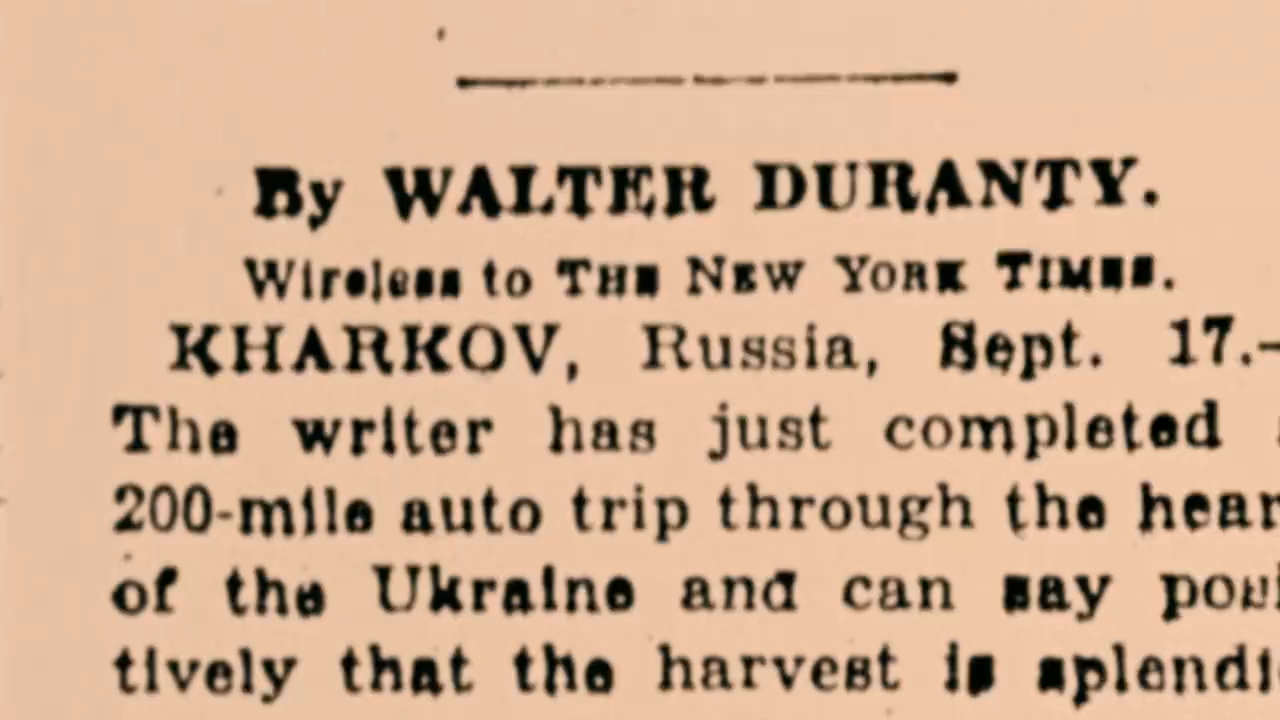 By WALTER DURANTY.
Wireless to THE NEW YORK TIMES.
KHARKOV, Russia, Sept. 17.—
The writer has just completed
200-mile auto trip through the hear
of the Ukraine and can say posi
tively that the harvest is splendi